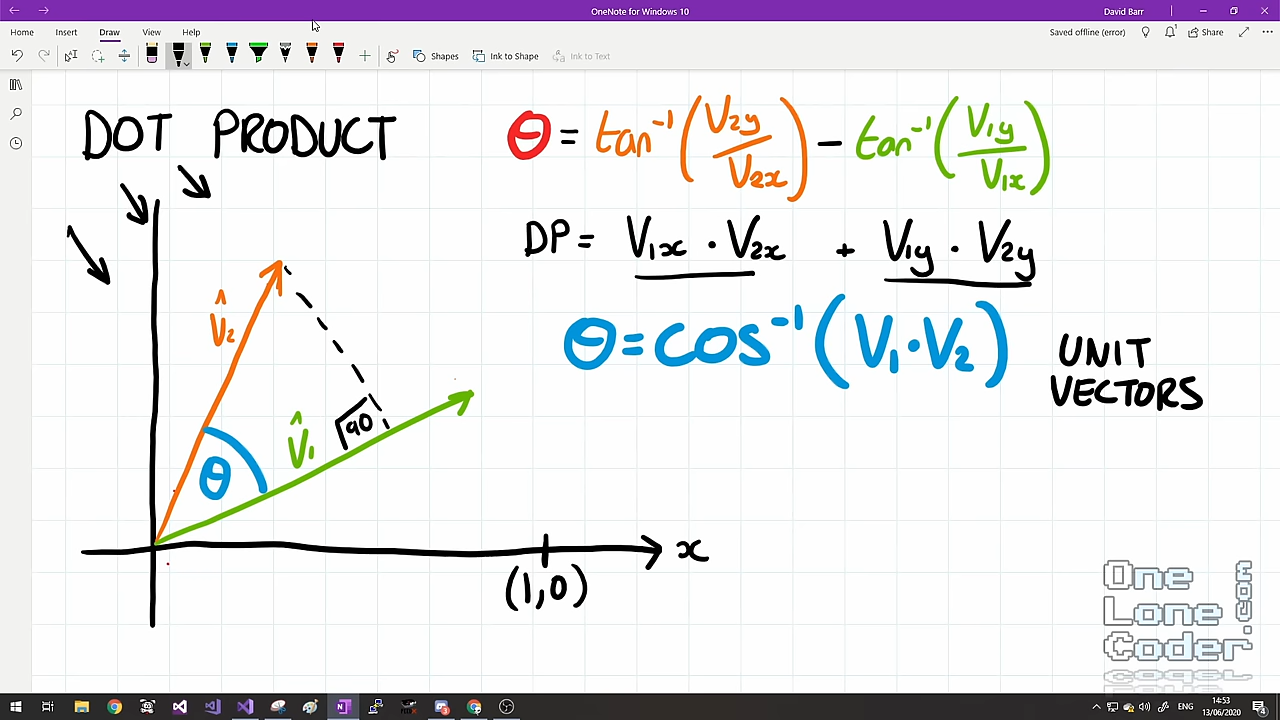 OneNote for Windows 10
David Barr
Home Insert Draw View Help
Saved offline (error)
Share
Shapes
Ink to Shape
Ink to Text
DOT PRODUCT
θ = tan⁻¹(V2y/V2x) − tan⁻¹(V1y/V1x)
DP = V1x · V2x + V1y · V2y
θ = cos⁻¹(V1·V2)
UNIT
VECTORS
V̂2
V̂1
90
θ
x
(1,0)
One
Lone
Coder
.com
ENG
14:53
13/06/2020